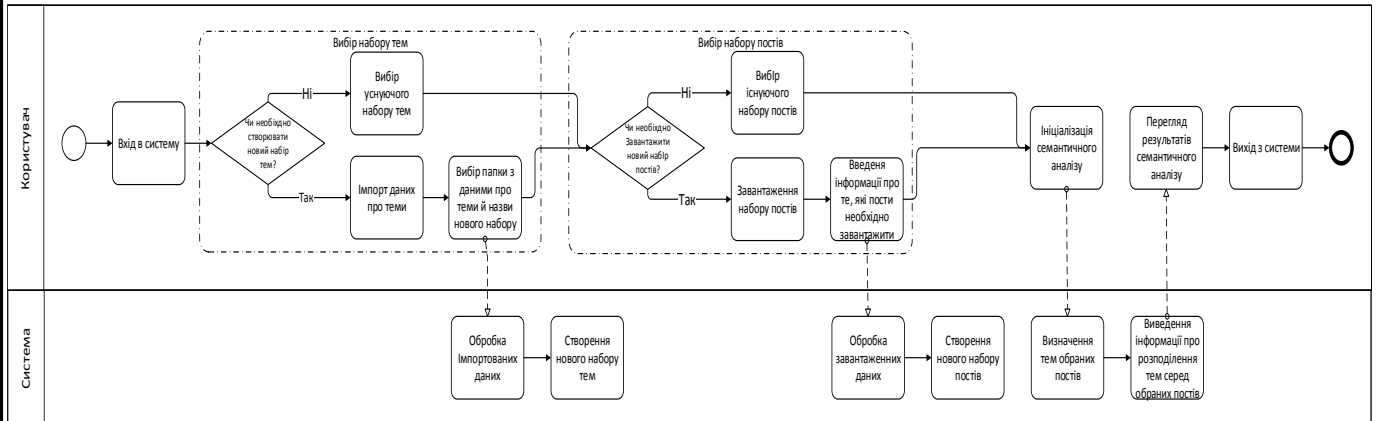 Користувач
Вхід в систему
Вибір набору тем
Чи необхідно
створювати
новий набір
тем?
Ні
Вибір
уснуючого
набору тем
Так
Імпорт даних
про теми
Вибір папки з
даними про
теми й назви
нового набору
Вибір набору постів
Чи необхідно
Завантажити
новий набір
постів?
Ні
Вибір
існуючого
набору постів
Так
Завантаження
набору постів
Введеня
інформації про
те, які пости
необхідно
завантажити
Ініціалізація
семантичного
аналізу
Перегляд
результатів
семантичного
аналізу
Вихід з системи
Система
Обробка
Імпортованих
даних
Створення
нового набору
тем
Обробка
завантаженних
даних
Створення
нового набору
постів
Визначення
тем обраних
постів
Виведення
інформації про
розподілення
тем серед
обраних постів